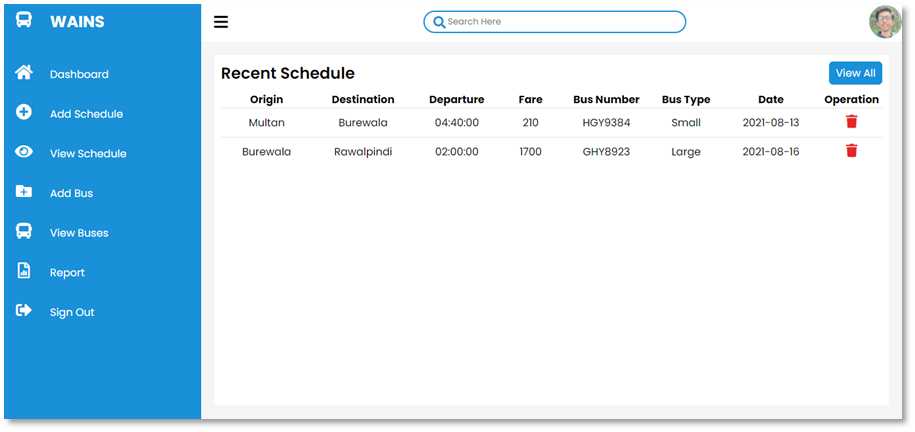 WAINS
Search Here
Dashboard
Add Schedule
View Schedule
Add Bus
View Buses
Report
Sign Out
Recent Schedule
View All
Origin Destination Departure Fare Bus Number Bus Type Date Operation
Multan Burewala 04:40:00 210 HGY9384 Small 2021-08-13
Burewala Rawalpindi 02:00:00 1700 GHY8923 Large 2021-08-16